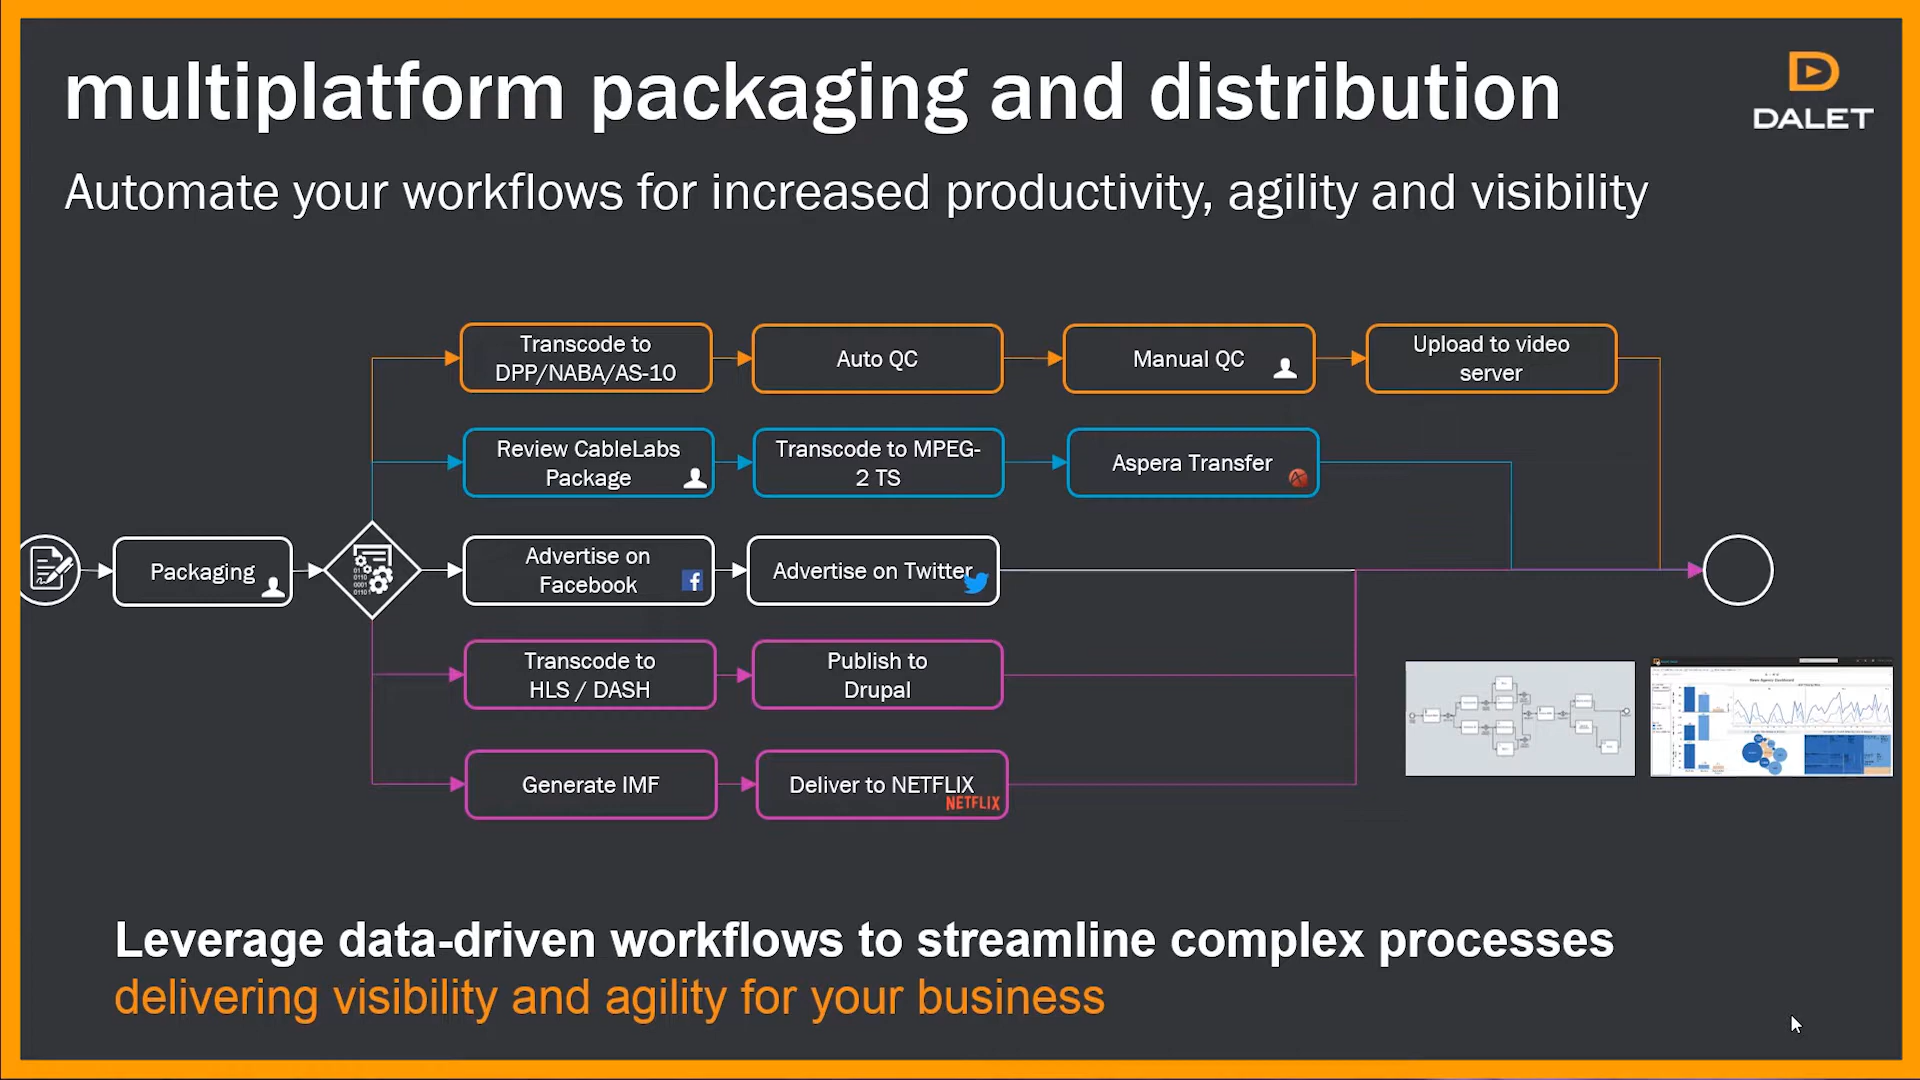 multiplatform packaging and distribution
DALET
Automate your workflows for increased productivity, agility and visibility
Transcode to
DPP/NABA/AS-10
Auto QC
Manual QC
Upload to video
server
Review CableLabs
Package
Transcode to MPEG-
2 TS
Aspera Transfer
Packaging
Advertise on
Facebook
Advertise on Twitter
Transcode to
HLS / DASH
Publish to
Drupal
Generate IMF
Deliver to NETFLIX
NETFLIX
Leverage data-driven workflows to streamline complex processes
delivering visibility and agility for your business